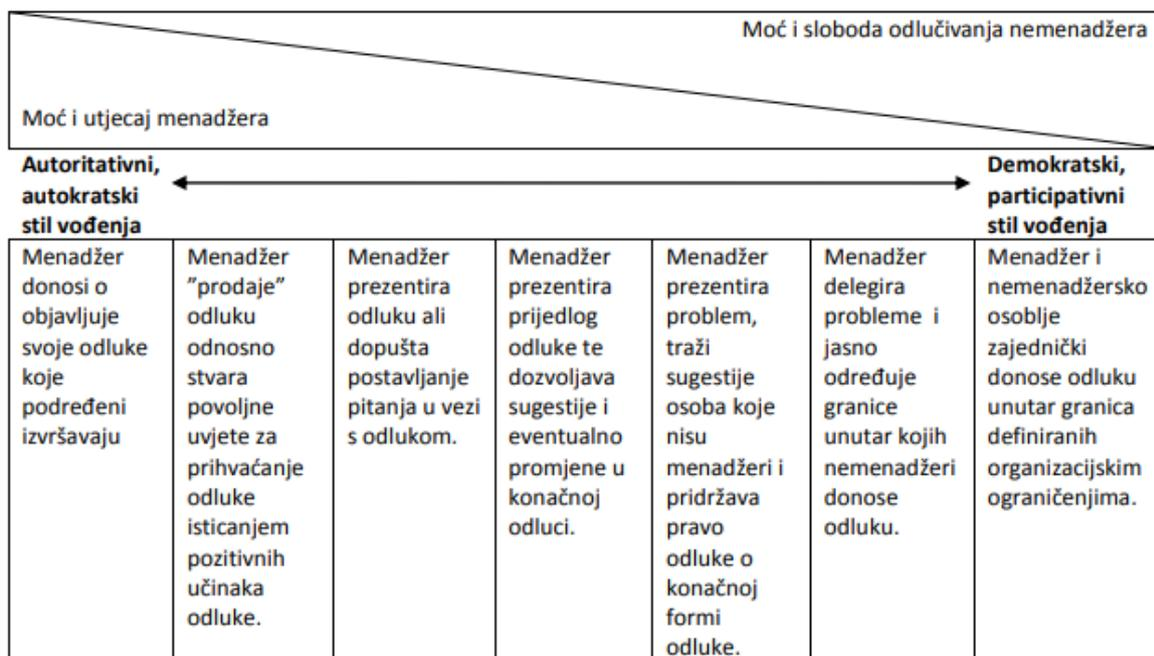 Moć i sloboda odlučivanja nemenadžera
Moć i utjecaj menadžera
Autoritativni,
autokratski
stil vođenja
Demokratski,
participativni
stil vođenja
Menadžer
donosi o
objavljuje
svoje odluke
koje
podređeni
izvršavaju
Menadžer
”prodaje”
odluku
odnosno
stvara
povoljne
uvjete za
prihvaćanje
odluke
isticanjem
pozitivnih
učinaka
odluke.
Menadžer
prezentira
odluku ali
dopušta
postavljanje
pitanja u vezi
s odlukom.
Menadžer
prezentira
prijedlog
odluke te
dozvoljava
sugestije i
eventualno
promjene u
konačnoj
odluci.
Menadžer
prezentira
problem,
traži
sugestije
osoba koje
nisu
menadžeri i
pridržava
pravo
odluke o
konačnoj
formi
odluke.
Menadžer
delegira
probleme i
jasno
određuje
granice
unutar kojih
nemenadžeri
donose
odluku.
Menadžer i
nemenadžersko
osoblje
zajednički
donose odluku
unutar granica
definiranih
organizacijskim
ograničenjima.